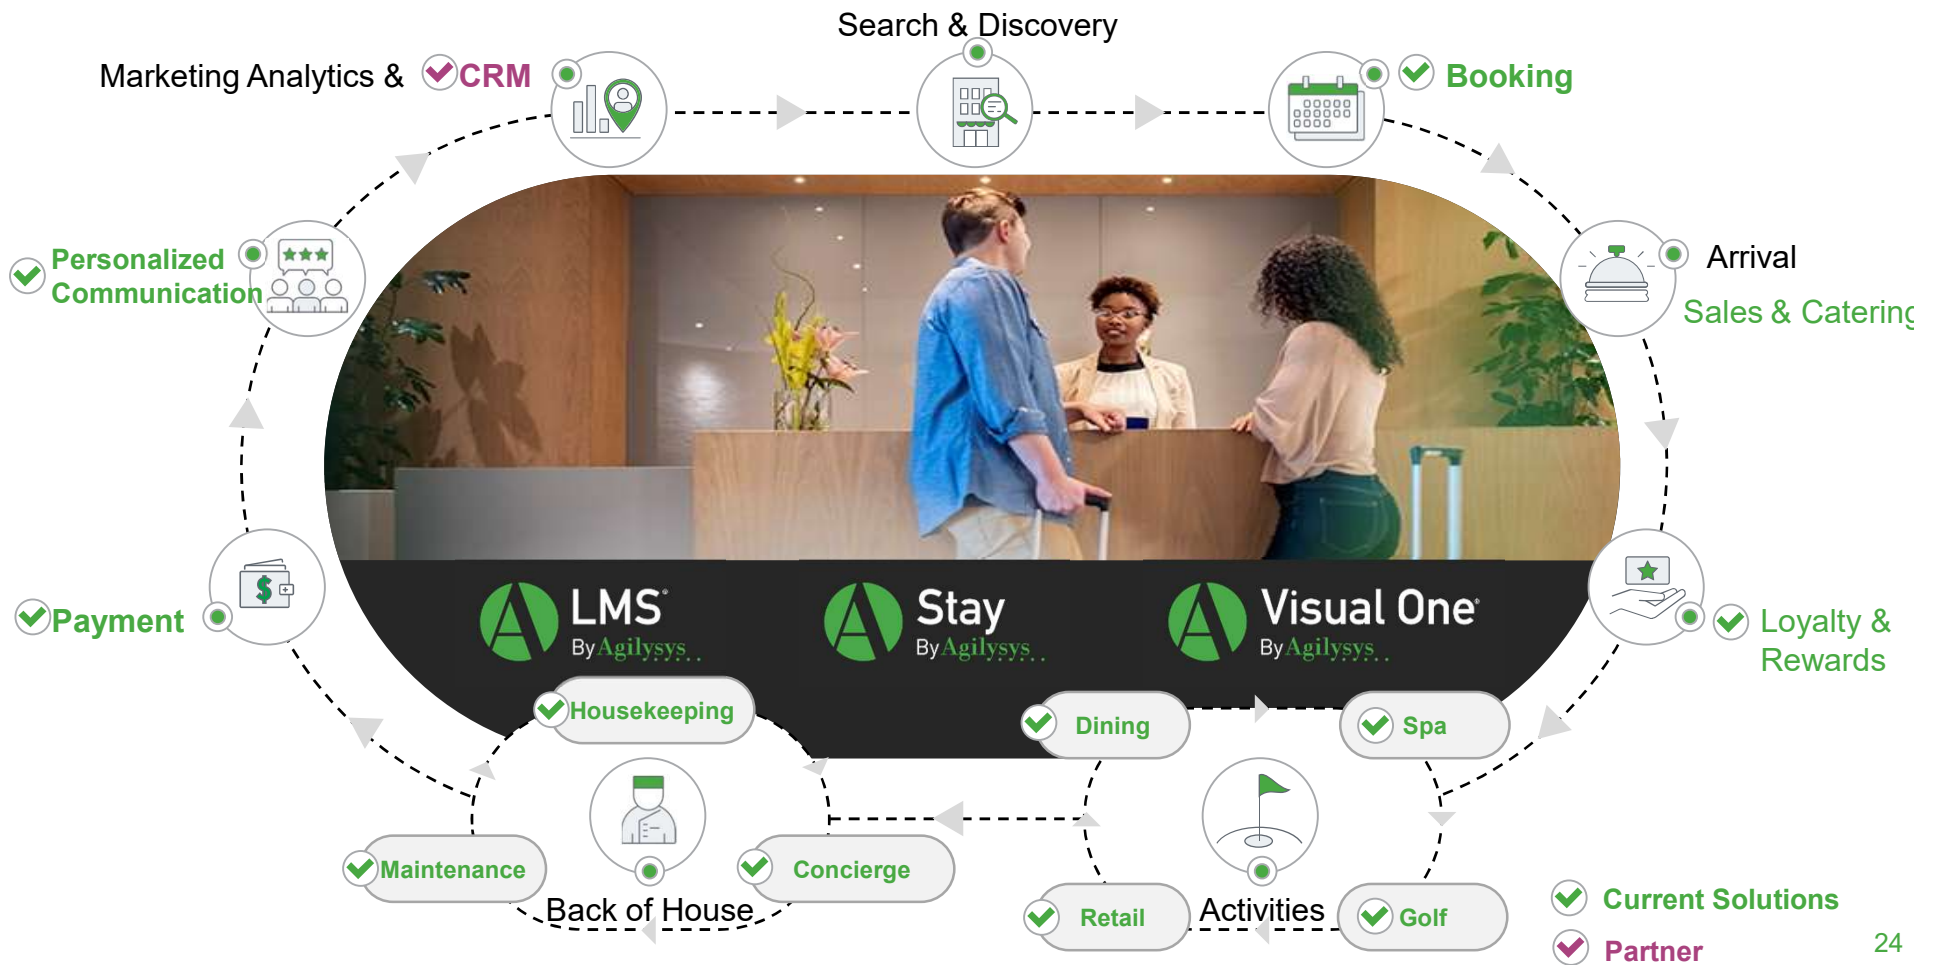 Search & Discovery
Marketing Analytics & CRM
Booking
Personalized
Communication
Arrival
Sales & Catering
Payment
Loyalty &
Rewards
LMS®
By Agilysys
Stay
By Agilysys
Visual One®
By Agilysys
Housekeeping
Dining
Spa
Maintenance
Concierge
Back of House
Retail
Activities
Golf
Current Solutions
Partner
24